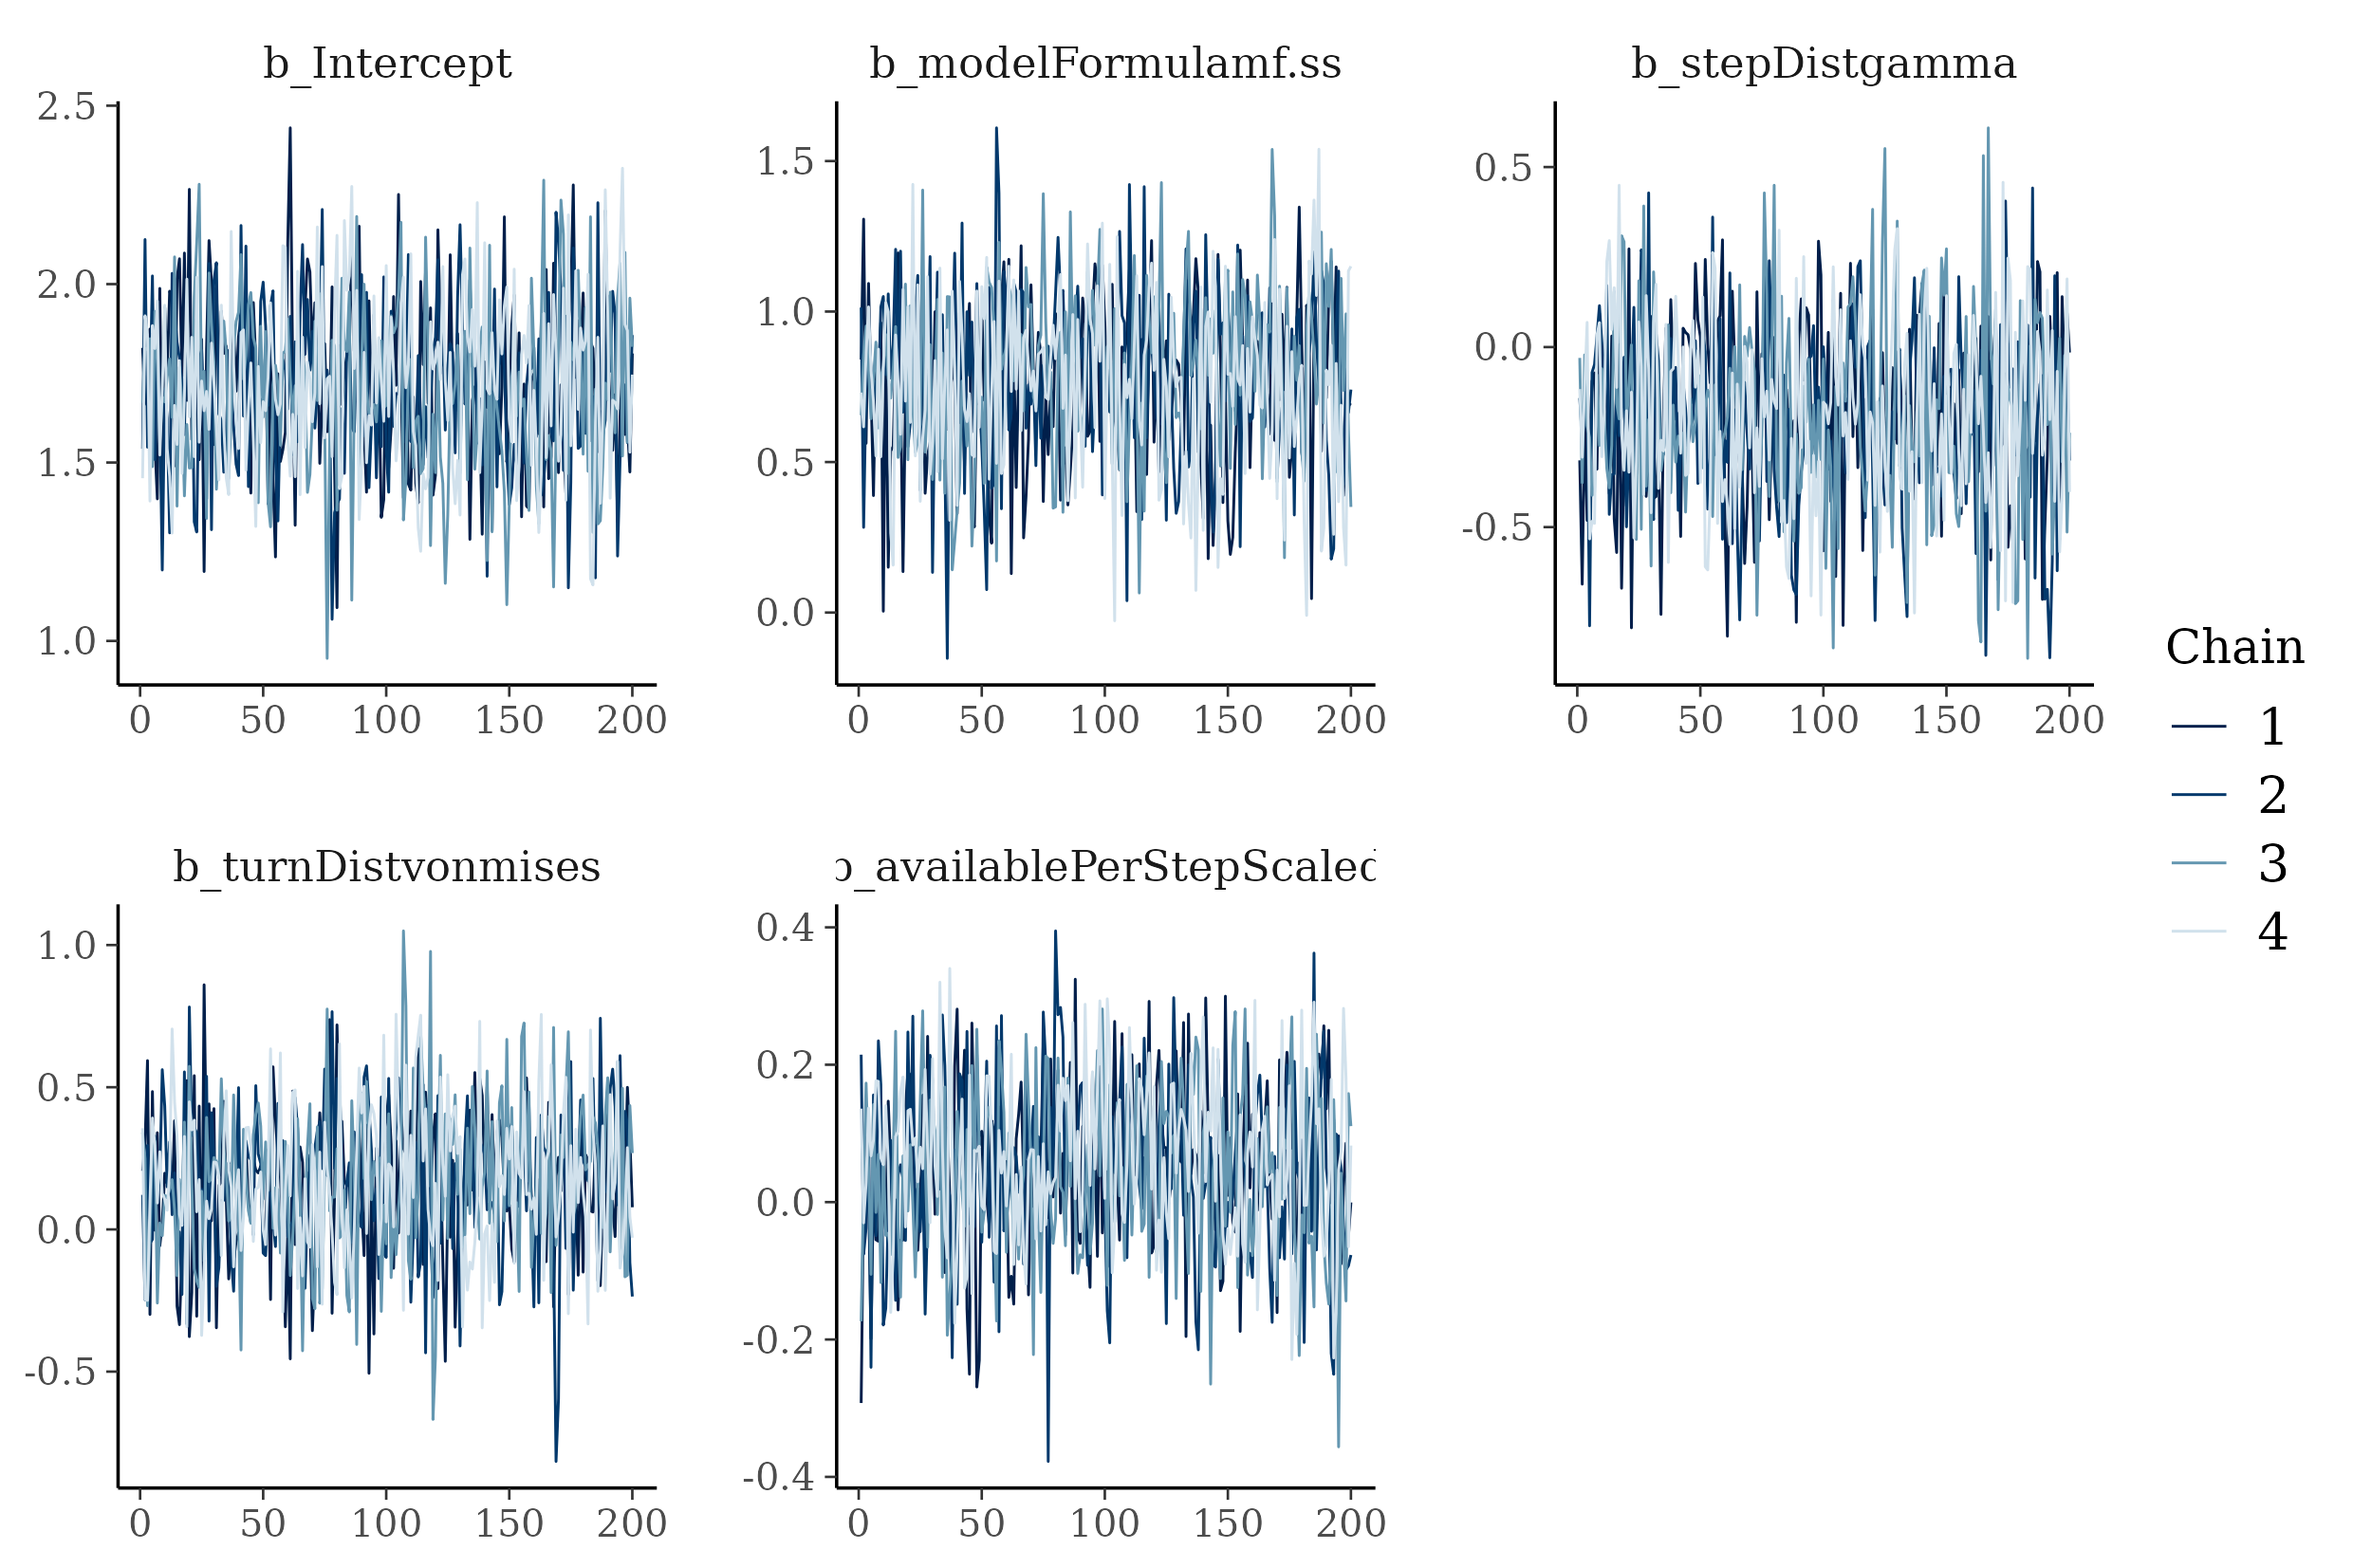 b_Intercept
2.5
2.0
1.5
1.0
0 50 100 150 200
b_modelFormulamf.ss
1.5
1.0
0.5
0.0
0 50 100 150 200
b_stepDistgamma
0.5
0.0
-0.5
0 50 100 150 200
b_turnDistvonmises
1.0
0.5
0.0
-0.5
0 50 100 150 200
b_availablePerStepScaled
0.4
0.2
0.0
-0.2
-0.4
0 50 100 150 200
Chain
1
2
3
4